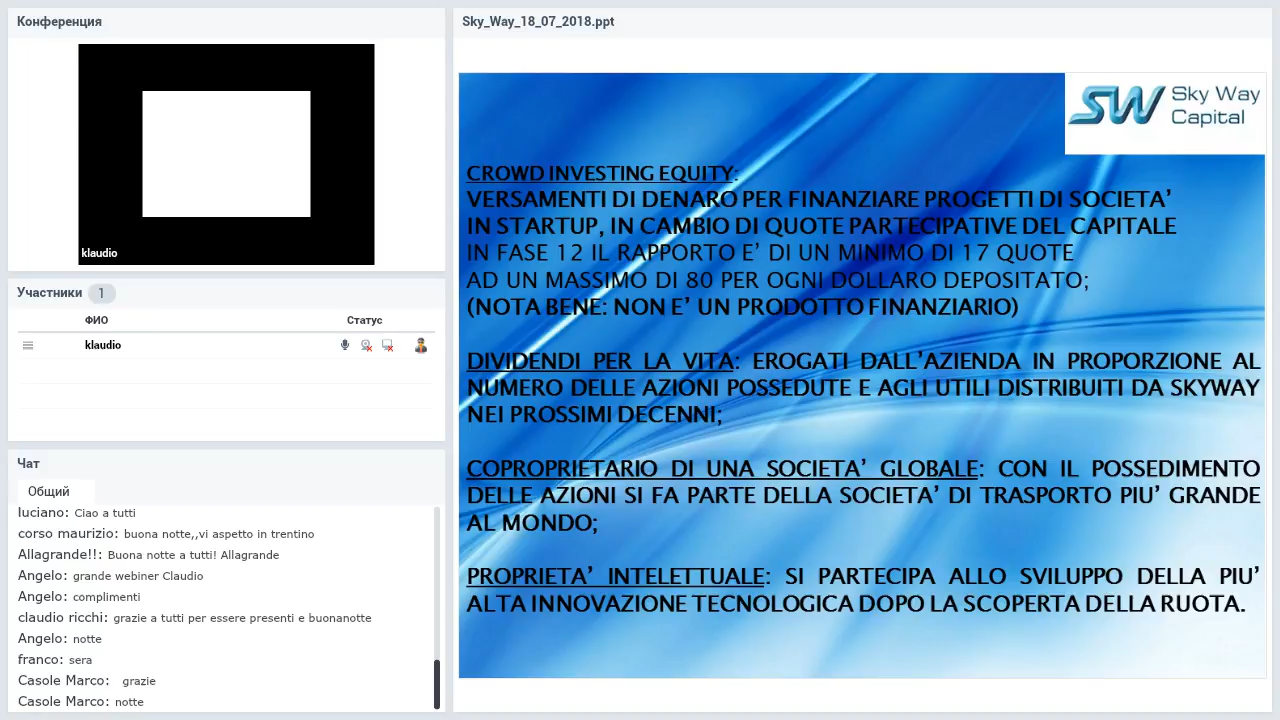 Конференция
klaudio
Участники 1
ФИО Статус
klaudio
Чат
Общий
luciano: Ciao a tutti
corso maurizio: buona notte,,vi aspetto in trentino
Allagrande!!: Buona notte a tutti! Allagrande
Angelo: grande webiner Claudio
Angelo: complimenti
claudio ricchi: grazie a tutti per essere presenti e buonanotte
Angelo: notte
franco: sera
Casole Marco: grazie
Casole Marco: notte
Sky_Way_18_07_2018.ppt
SW Sky Way
Capital
CROWD INVESTING EQUITY:
VERSAMENTI DI DENARO PER FINANZIARE PROGETTI DI SOCIETA’
IN STARTUP, IN CAMBIO DI QUOTE PARTECIPATIVE DEL CAPITALE
IN FASE 12 IL RAPPORTO E’ DI UN MINIMO DI 17 QUOTE
AD UN MASSIMO DI 80 PER OGNI DOLLARO DEPOSITATO;
(NOTA BENE: NON E’ UN PRODOTTO FINANZIARIO)
DIVIDENDI PER LA VITA: EROGATI DALL’AZIENDA IN PROPORZIONE AL
NUMERO DELLE AZIONI POSSEDUTE E AGLI UTILI DISTRIBUITI DA SKYWAY
NEI PROSSIMI DECENNI;
COPROPRIETARIO DI UNA SOCIETA’ GLOBALE: CON IL POSSEDIMENTO
DELLE AZIONI SI FA PARTE DELLA SOCIETA’ DI TRASPORTO PIU’ GRANDE
AL MONDO;
PROPRIETA’ INTELETTUALE: SI PARTECIPA ALLO SVILUPPO DELLA PIU’
ALTA INNOVAZIONE TECNOLOGICA DOPO LA SCOPERTA DELLA RUOTA.